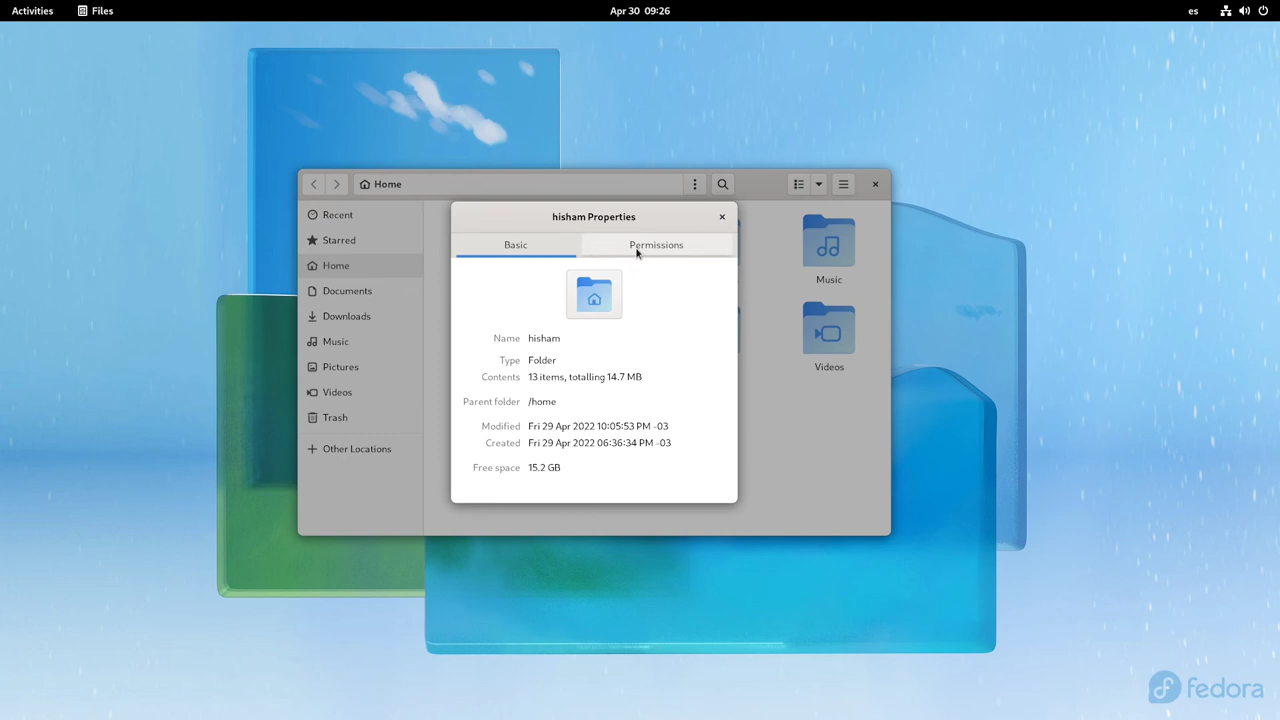 Activities Files Apr 30 09:26 es
Home
Recent
Starred
Home
Documents
Downloads
Music
Pictures
Videos
Trash
Other Locations
hisham Properties
Basic Permissions
Name hisham
Type Folder
Contents 13 items, totalling 14.7 MB
Parent folder /home
Modified Fri 29 Apr 2022 10:05:53 PM -03
Created Fri 29 Apr 2022 06:36:34 PM -03
Free space 15.2 GB
Music
Videos
fedora